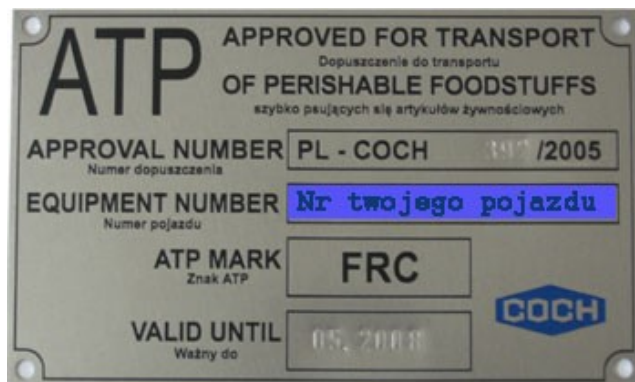 ATP
APPROVED FOR TRANSPORT
Dopuszczenie do transportu
OF PERISHABLE FOODSTUFFS
szybko psujących się artykułów żywnościowych
APPROVAL NUMBER PL - COCH 392 /2005
Numer dopuszczenia
EQUIPMENT NUMBER Nr twojego pojazdu
Numer pojazdu
ATP MARK FRC
Znak ATP
COCH
VALID UNTIL 05.2008
Ważny do